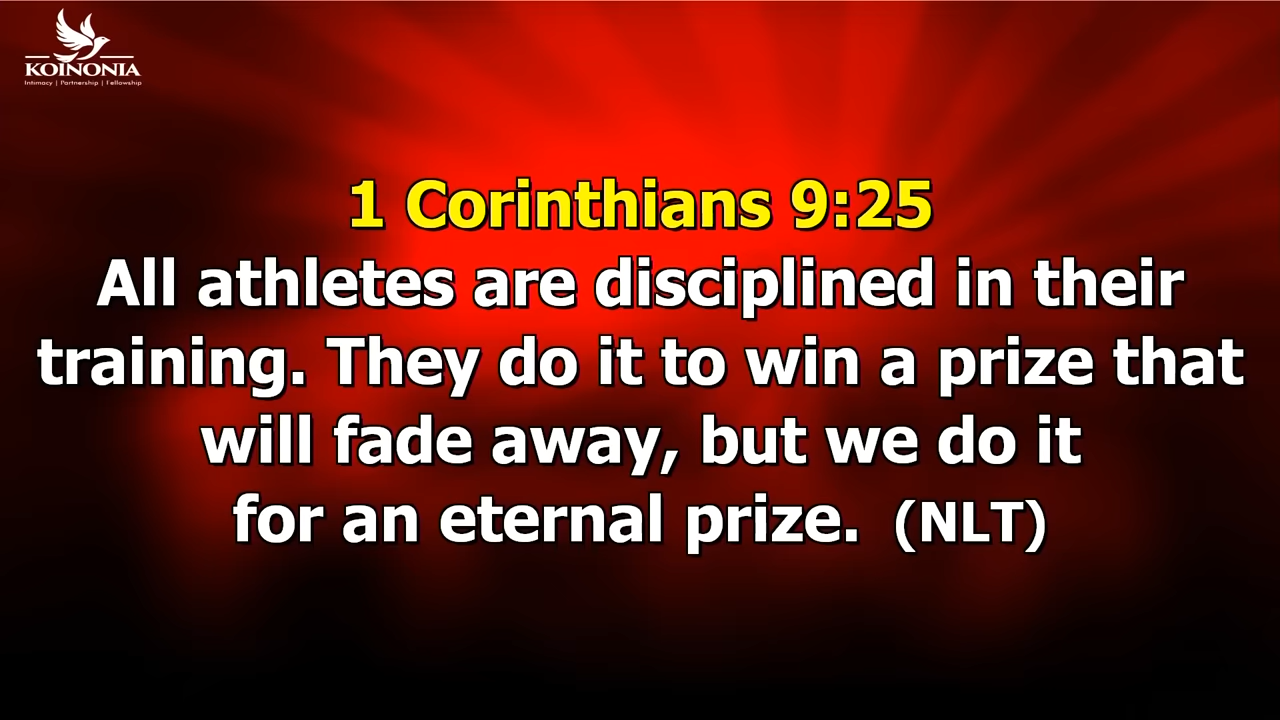 KOINONIA
Intimacy | Partnership | Fellowship
1 Corinthians 9:25
All athletes are disciplined in their
training. They do it to win a prize that
will fade away, but we do it
for an eternal prize. (NLT)